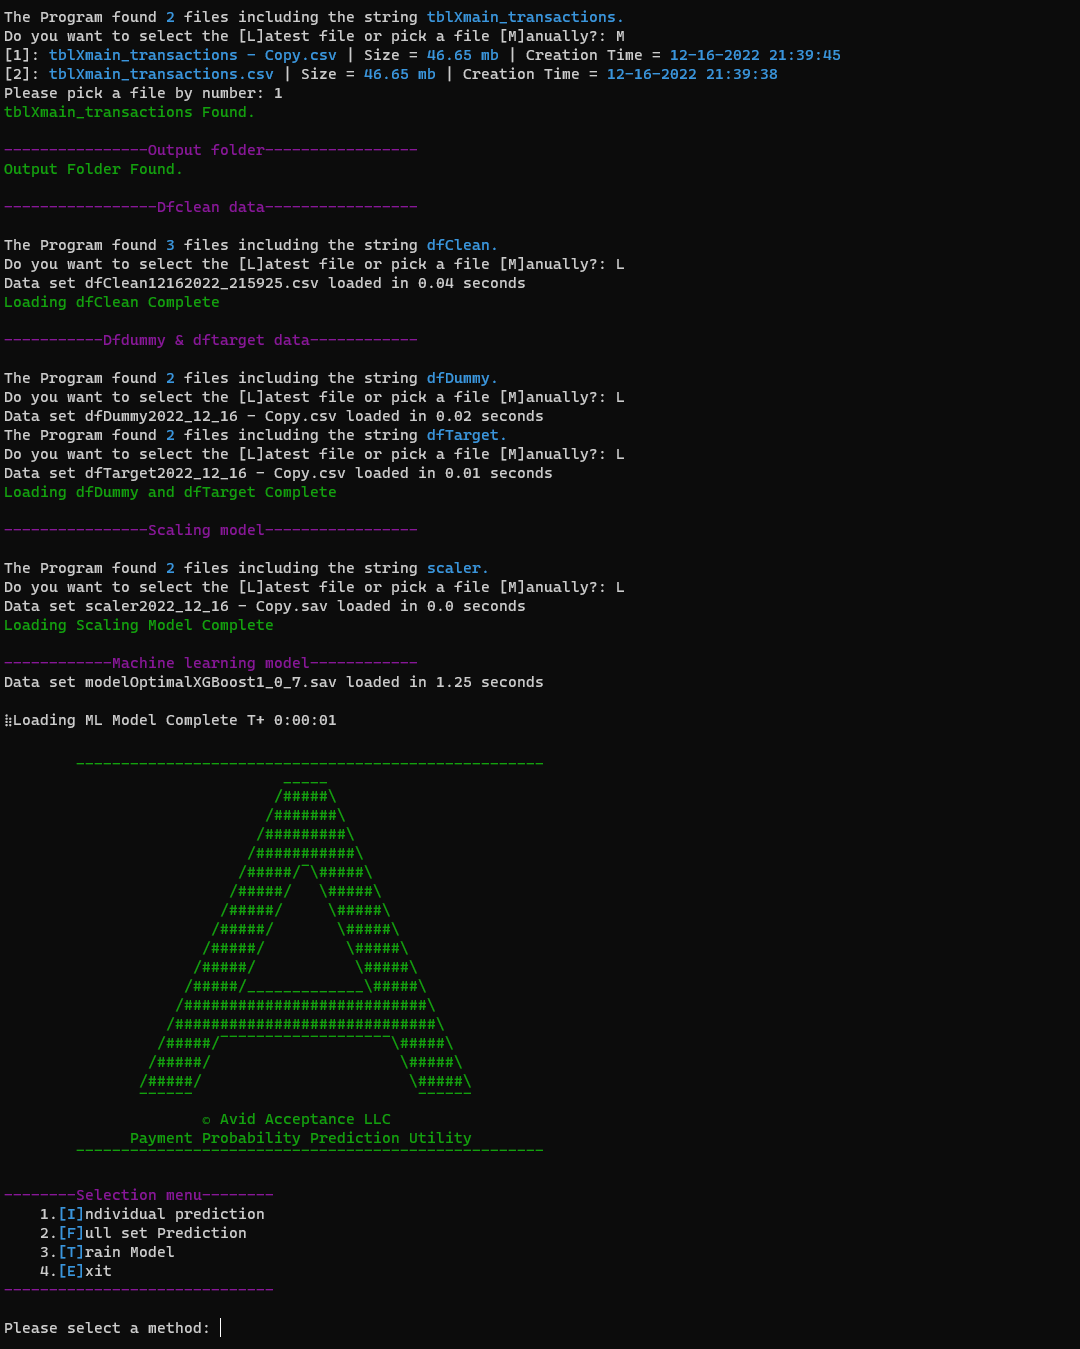 The Program found 2 files including the string tblXmain_transactions.
Do you want to select the [L]atest file or pick a file [M]anually?: M
[1]: tblXmain_transactions - Copy.csv | Size = 46.65 mb | Creation Time = 12-16-2022 21:39:45
[2]: tblXmain_transactions.csv | Size = 46.65 mb | Creation Time = 12-16-2022 21:39:38
Please pick a file by number: 1
tblXmain_transactions Found.
----------------Output folder-----------------
Output Folder Found.
-----------------Dfclean data-----------------
The Program found 3 files including the string dfClean.
Do you want to select the [L]atest file or pick a file [M]anually?: L
Data set dfClean12162022_215925.csv loaded in 0.04 seconds
Loading dfClean Complete
-----------Dfdummy & dftarget data------------
The Program found 2 files including the string dfDummy.
Do you want to select the [L]atest file or pick a file [M]anually?: L
Data set dfDummy2022_12_16 - Copy.csv loaded in 0.02 seconds
The Program found 2 files including the string dfTarget.
Do you want to select the [L]atest file or pick a file [M]anually?: L
Data set dfTarget2022_12_16 - Copy.csv loaded in 0.01 seconds
Loading dfDummy and dfTarget Complete
----------------Scaling model-----------------
The Program found 2 files including the string scaler.
Do you want to select the [L]atest file or pick a file [M]anually?: L
Data set scaler2022_12_16 - Copy.sav loaded in 0.0 seconds
Loading Scaling Model Complete
------------Machine learning model------------
Data set modelOptimalXGBoost1_0_7.sav loaded in 1.25 seconds
⣷Loading ML Model Complete T+ 0:00:01
© Avid Acceptance LLC
Payment Probability Prediction Utility
--------Selection menu--------
1.[I]ndividual prediction
2.[F]ull set Prediction
3.[T]rain Model
4.[E]xit
------------------------------
Please select a method: